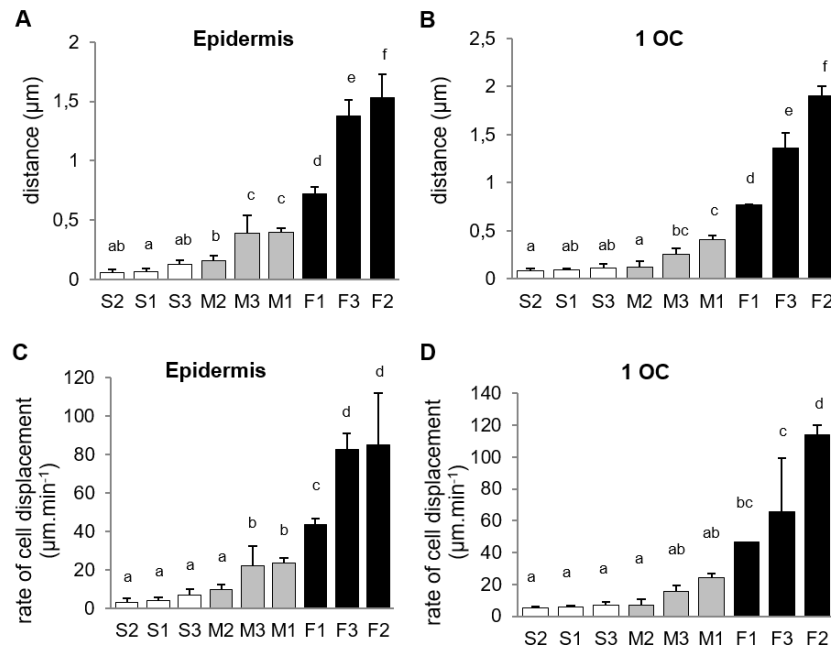 A
Epidermis
distance (µm)
2
1,5
1
0,5
0
ab
a
ab
b
c
c
d
e
f
S2 S1 S3 M2 M3 M1 F1 F3 F2
B
1 OC
distance (µm)
2,5
2
1,5
1
0,5
0
a
ab
ab
a
bc
c
d
e
f
S2 S1 S3 M2 M3 M1 F1 F3 F2
C
Epidermis
rate of cell displacement
(µm.min⁻¹)
120
100
80
60
40
20
0
a
a
a
a
b
b
c
d
d
S2 S1 S3 M2 M3 M1 F1 F3 F2
D
1 OC
rate of cell displacement
(µm.min⁻¹)
140
120
100
80
60
40
20
0
a
a
a
a
ab
ab
bc
c
d
S2 S1 S3 M2 M3 M1 F1 F3 F2